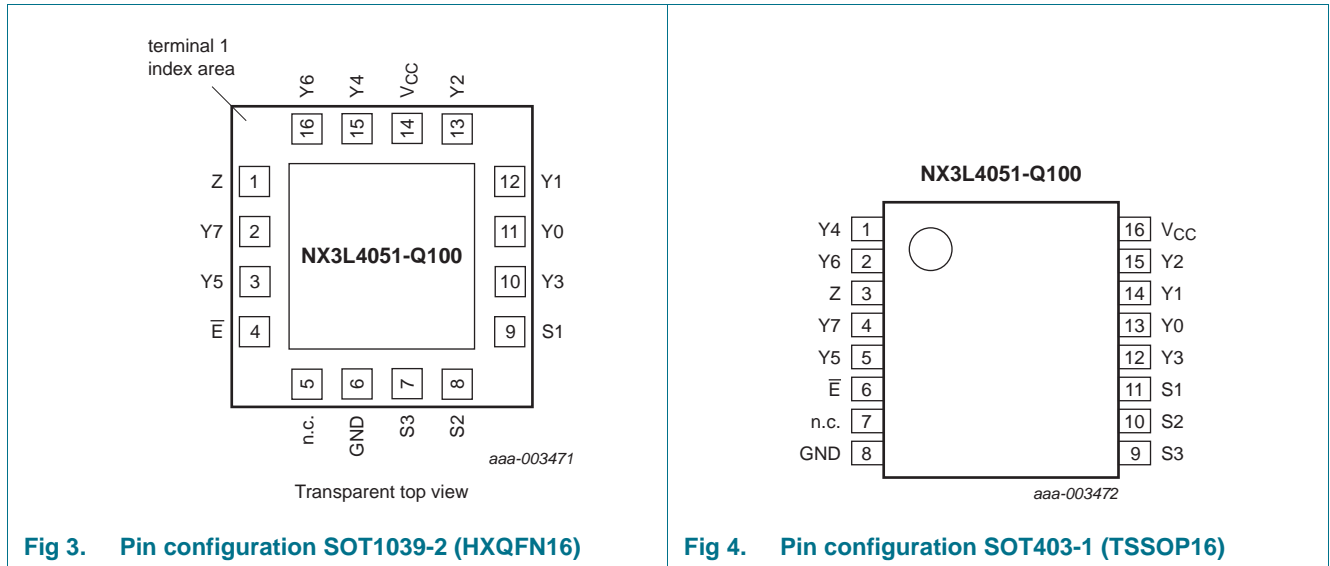 terminal 1
index area
Y6 Y4 VCC Y2
16 15 14 13
Z 1 12 Y1
Y7 2 11 Y0
NX3L4051-Q100
Y5 3 10 Y3
E̅ 4 9 S1
5 6 7 8
n.c. GND S3 S2
aaa-003471
Transparent top view
Fig 3. Pin configuration SOT1039-2 (HXQFN16)
NX3L4051-Q100
Y4 1 16 VCC
Y6 2 15 Y2
Z 3 14 Y1
Y7 4 13 Y0
Y5 5 12 Y3
E̅ 6 11 S1
n.c. 7 10 S2
GND 8 9 S3
aaa-003472
Fig 4. Pin configuration SOT403-1 (TSSOP16)